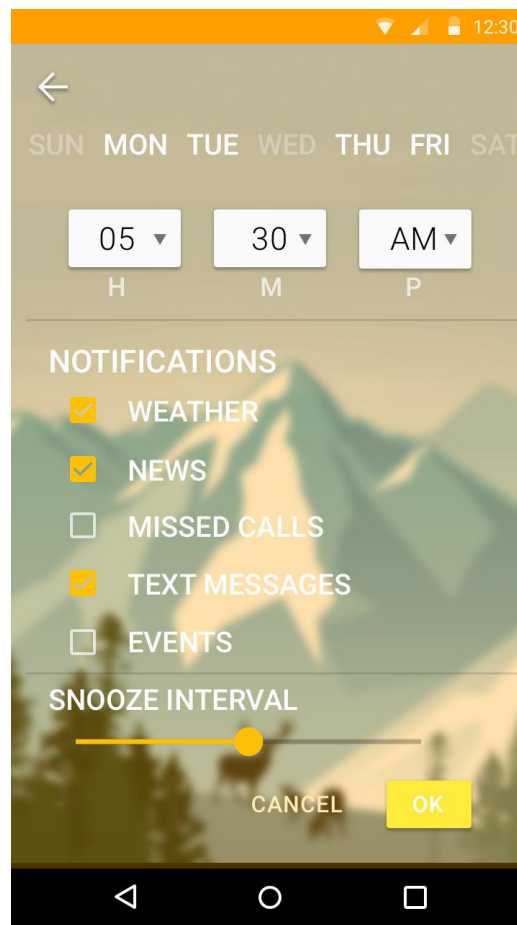 12:30
SUN MON TUE WED THU FRI SAT
05 30 AM
H M P
NOTIFICATIONS
WEATHER
NEWS
MISSED CALLS
TEXT MESSAGES
EVENTS
SNOOZE INTERVAL
CANCEL OK